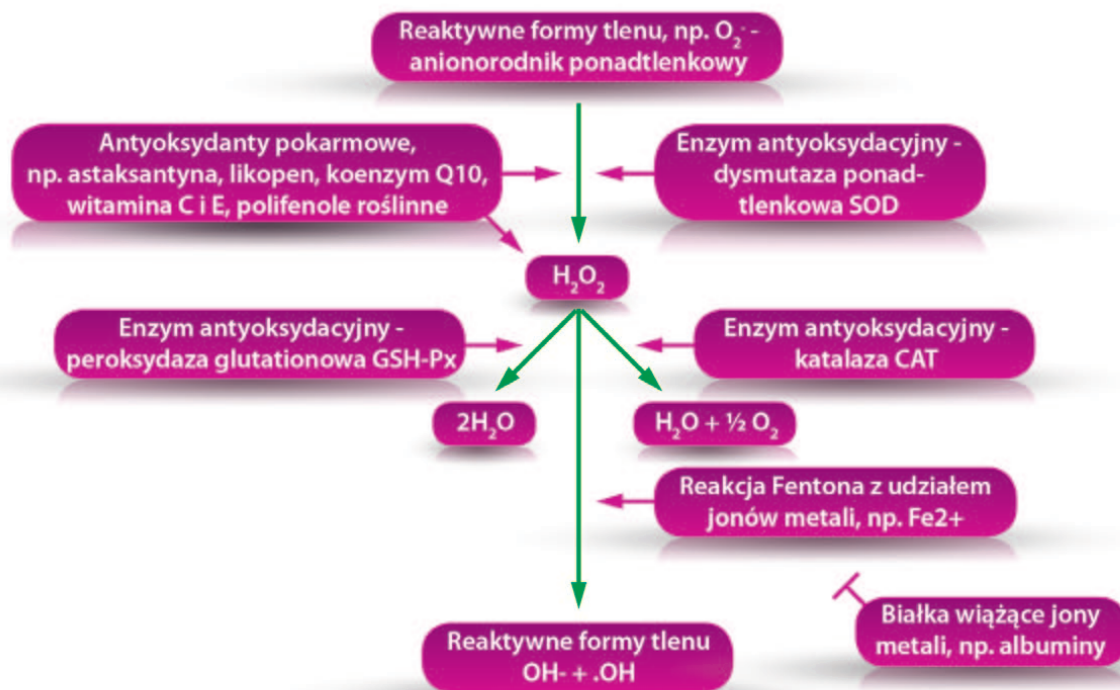 Reaktywne formy tlenu, np. O₂·-
anionorodnik ponadtlenkowy
Antyoksydanty pokarmowe,
np. astaksantyna, likopen, koenzym Q10,
witamina C i E, polifenole roślinne
Enzym antyoksydacyjny -
dysmutaza ponad-
tlenkowa SOD
H₂O₂
Enzym antyoksydacyjny -
peroksydaza glutationowa GSH-Px
Enzym antyoksydacyjny -
katalaza CAT
2H₂O
H₂O + ½ O₂
Reakcja Fentona z udziałem
jonów metali, np. Fe2+
Białka wiążące jony
metali, np. albuminy
Reaktywne formy tlenu
OH- + .OH